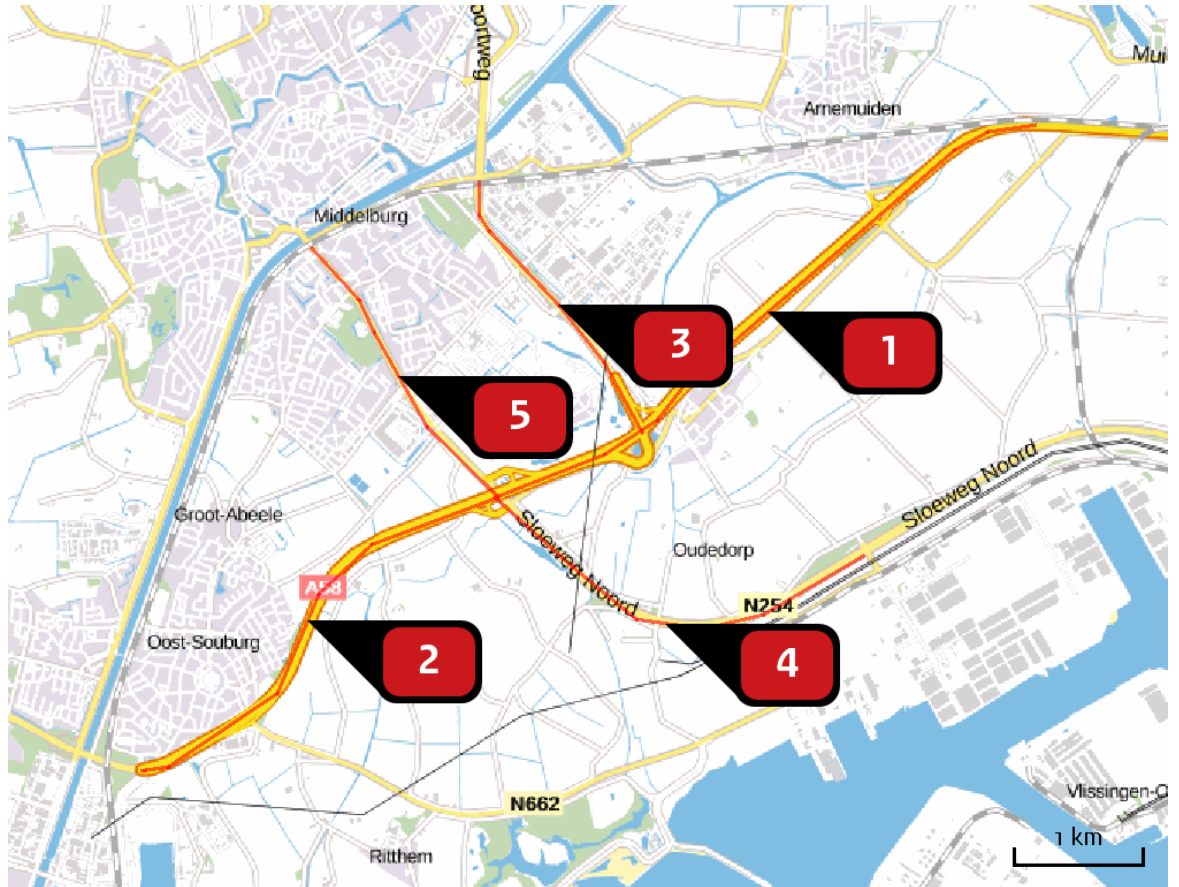 oortweg
Mui
Arnemuiden
Middelburg
3
1
5
Sloeweg Noord
Groot-Abeele
Sloeweg Noord
Oudedorp
A58
N254
Oost-Souburg
2
4
Vlissingen-O
N662
1 km
Ritthem